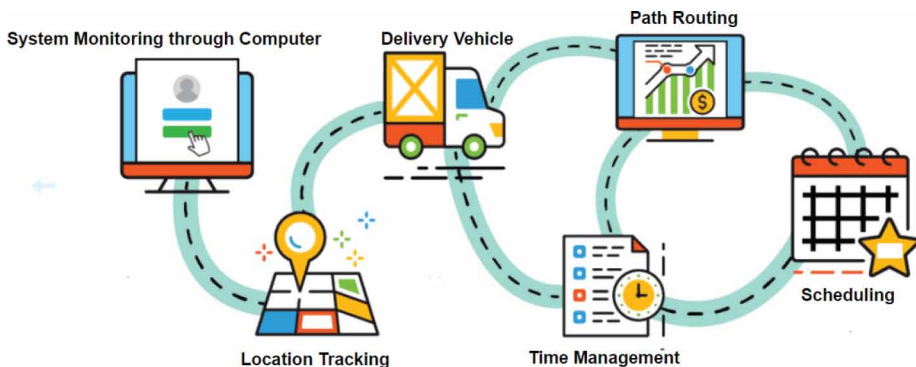 Path Routing
System Monitoring through Computer
Delivery Vehicle
$
Scheduling
Location Tracking
Time Management